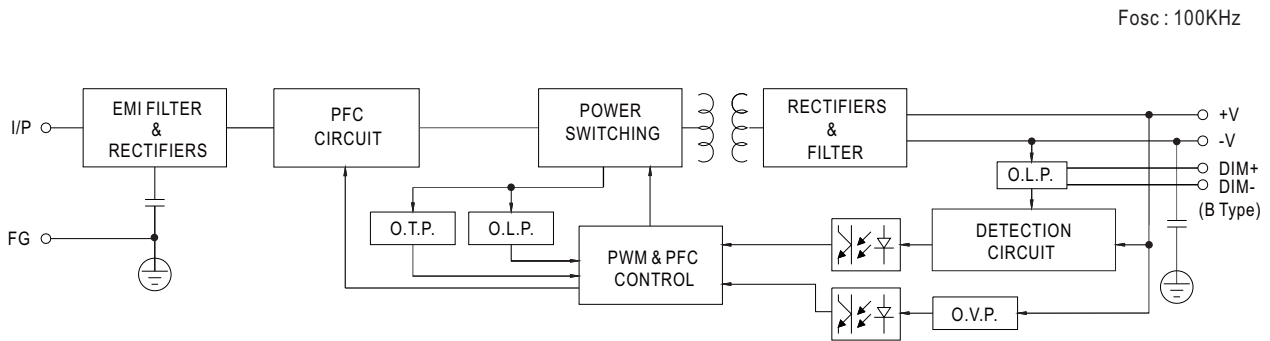 Fosc : 100KHz
I/P
EMI FILTER
&
RECTIFIERS
PFC
CIRCUIT
POWER
SWITCHING
RECTIFIERS
&
FILTER
+V
-V
DIM+
DIM-
(B Type)
O.L.P.
FG
O.T.P.
O.L.P.
PWM & PFC
CONTROL
DETECTION
CIRCUIT
O.V.P.